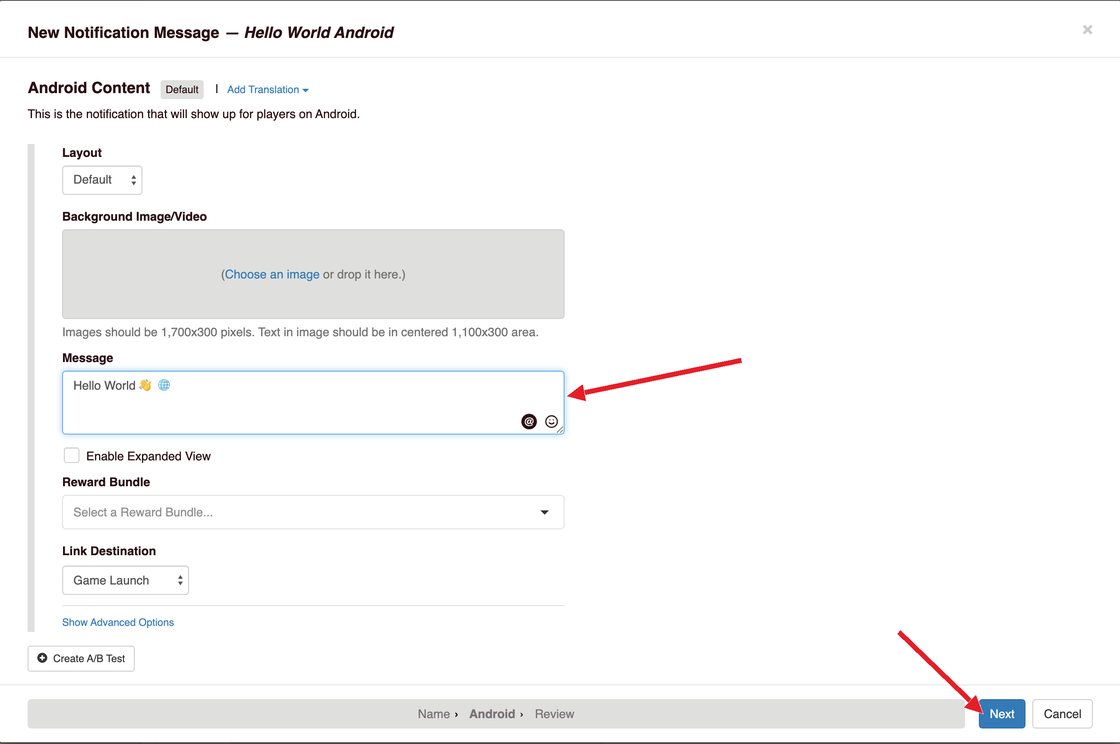 New Notification Message — Hello World Android
×
Android Content Default | Add Translation
This is the notification that will show up for players on Android.
Layout
Default
Background Image/Video
(Choose an image or drop it here.)
Images should be 1,700x300 pixels. Text in image should be in centered 1,100x300 area.
Message
Hello World 👋 🌐
@
Enable Expanded View
Reward Bundle
Select a Reward Bundle...
Link Destination
Game Launch
Show Advanced Options
Create A/B Test
Name › Android › Review
Next Cancel